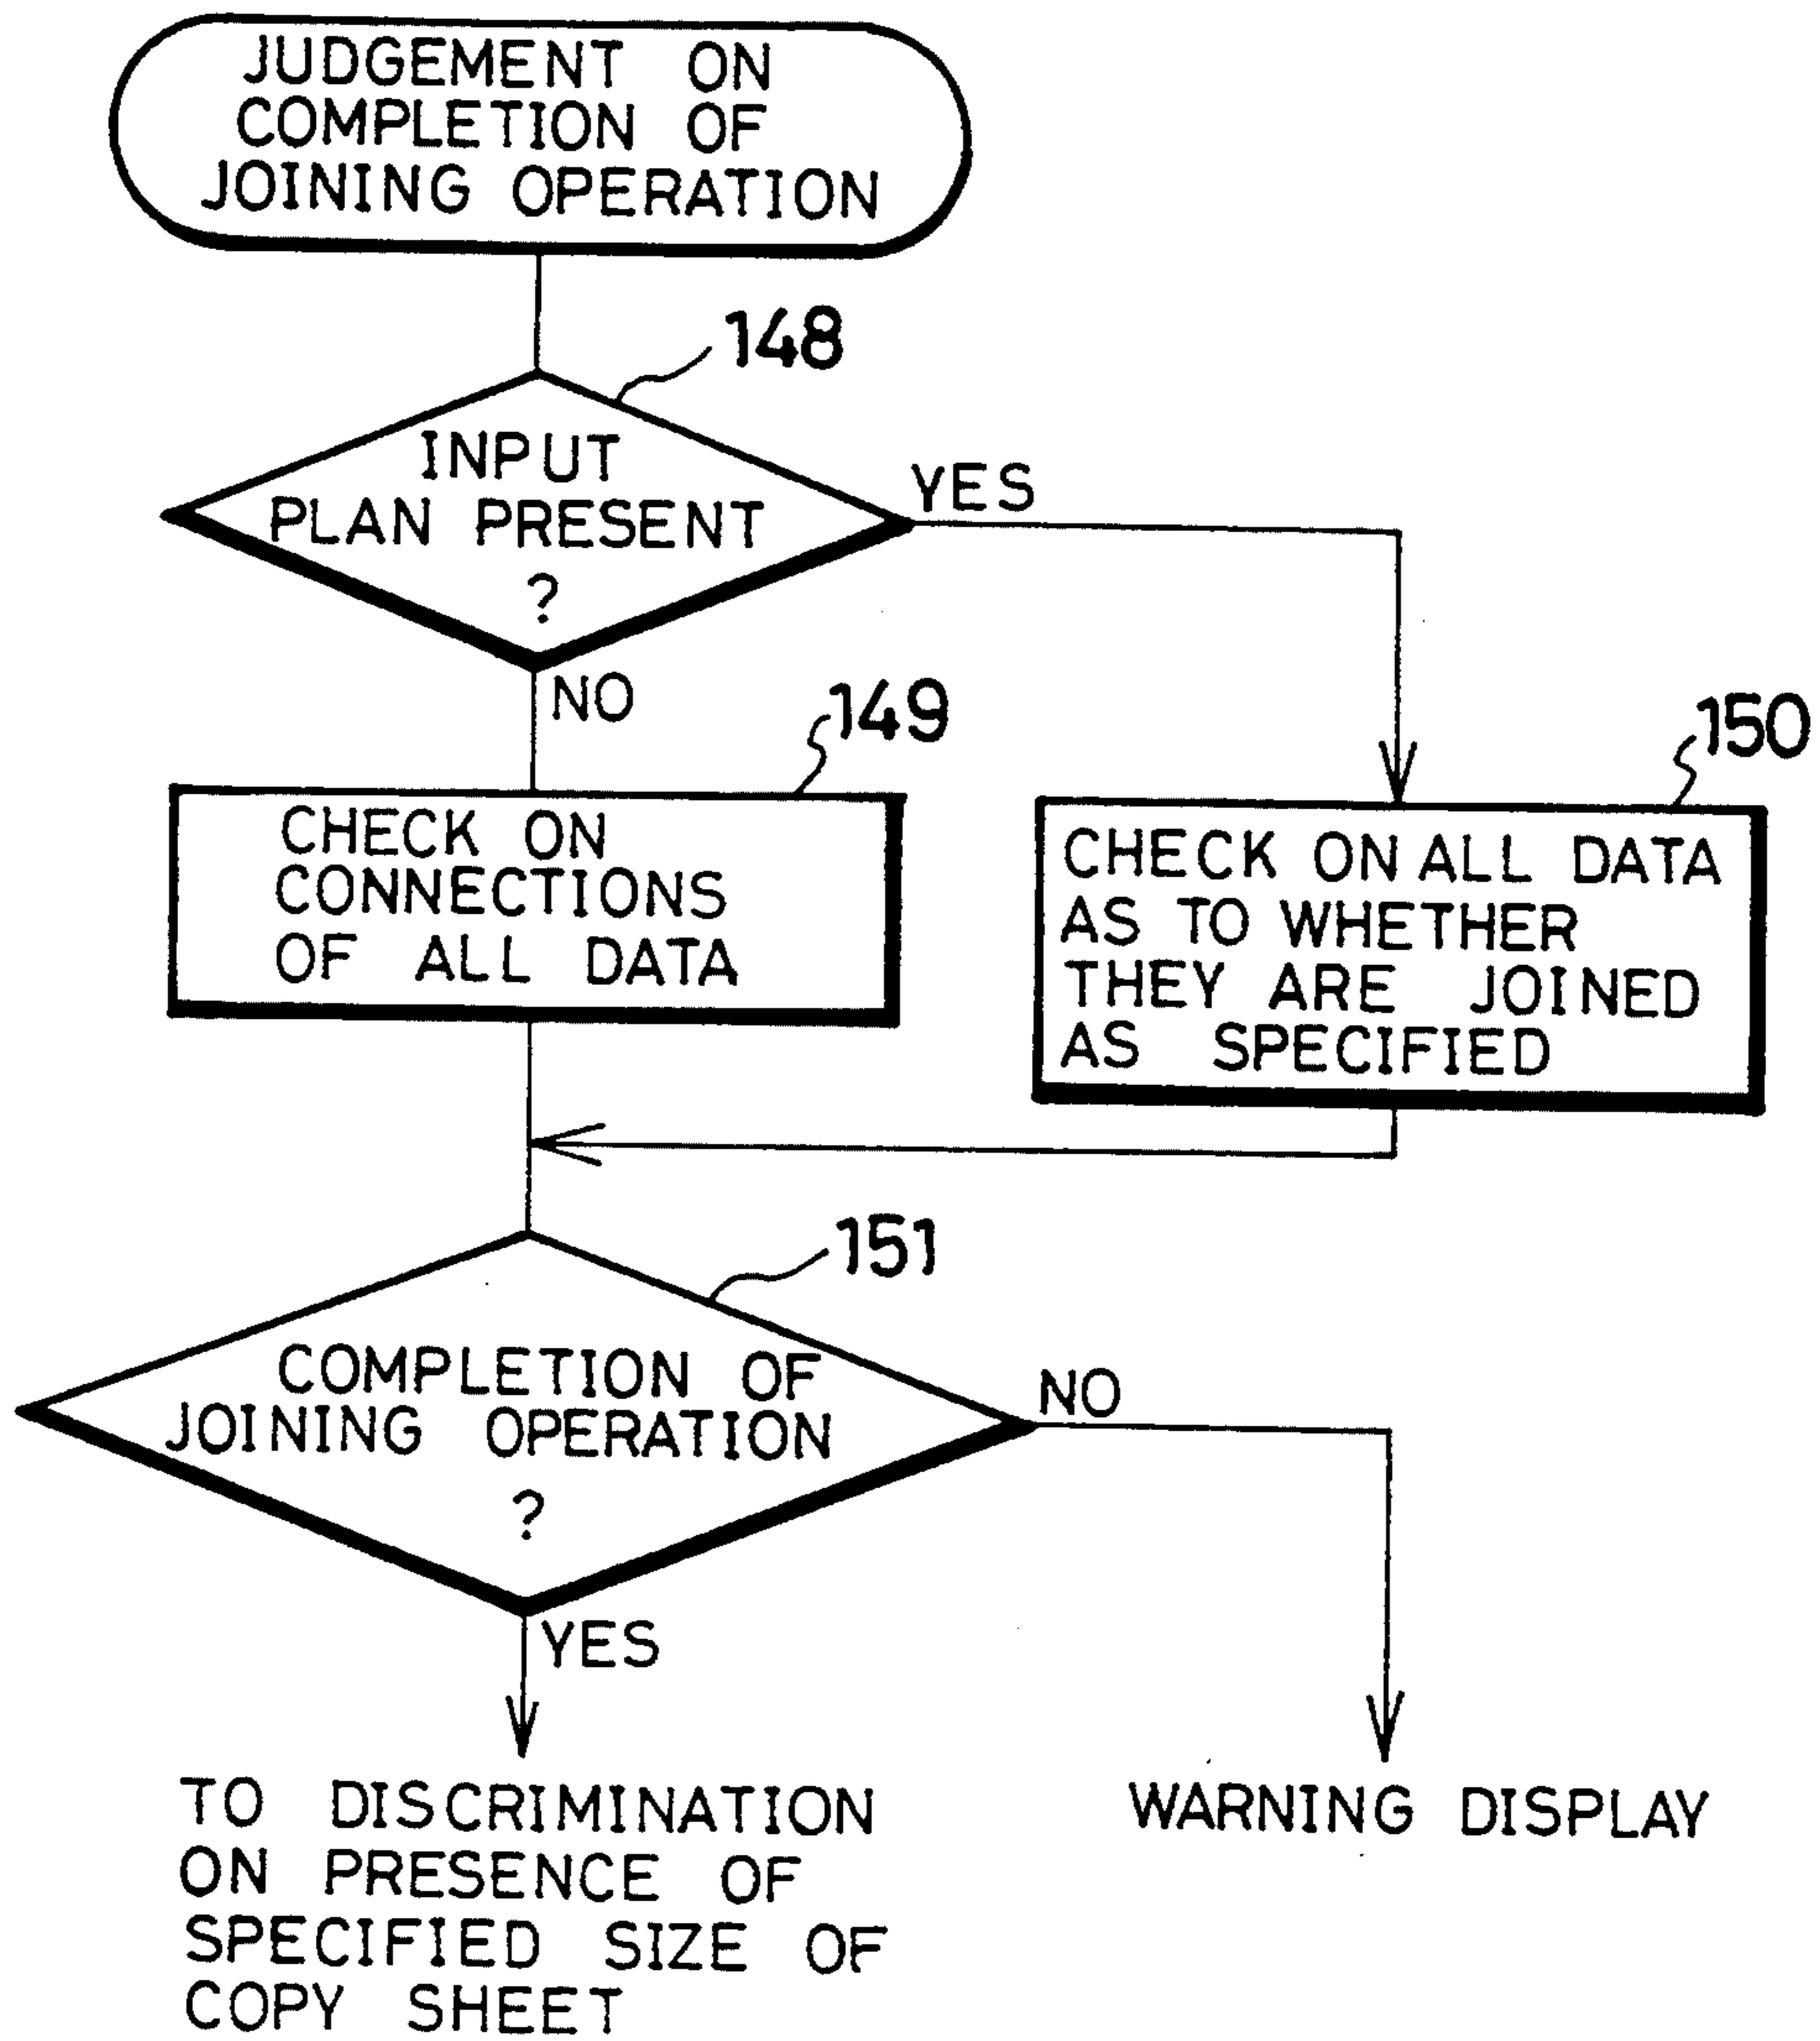 JUDGEMENT ON
COMPLETION OF
JOINING OPERATION
148
INPUT
PLAN PRESENT
?
YES
NO
149
CHECK ON
CONNECTIONS
OF ALL DATA
150
CHECK ON ALL DATA
AS TO WHETHER
THEY ARE JOINED
AS SPECIFIED
151
COMPLETION OF
JOINING OPERATION
?
NO
YES
TO DISCRIMINATION
ON PRESENCE OF
SPECIFIED SIZE OF
COPY SHEET
WARNING DISPLAY